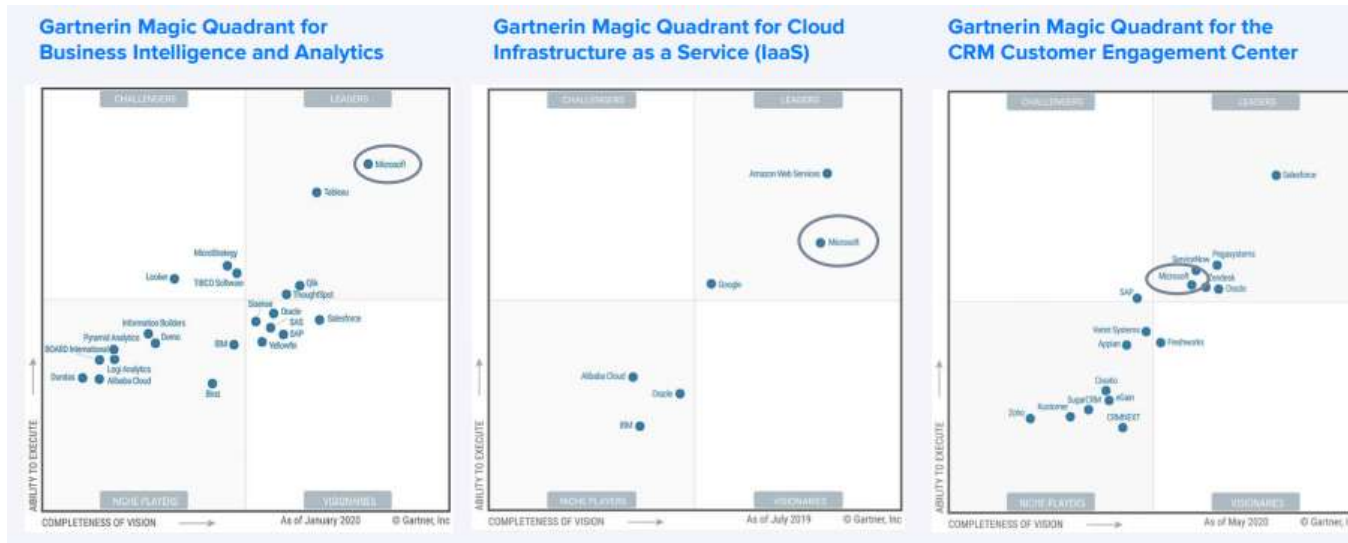 Gartnerin Magic Quadrant for
Business Intelligence and Analytics
CHALLENGERS
LEADERS
Microsoft
Tableau
MicroStrategy
Looker
TIBCO Software
Qlik
ThoughtSpot
Sisense
Oracle
SAS
Salesforce
SAP
Yellowfin
Information Builders
Pyramid Analytics
Domo
IBM
BOARD International
Logi Analytics
Dundas
Alibaba Cloud
Birst
ABILITY TO EXECUTE
NICHE PLAYERS
VISIONARIES
COMPLETENESS OF VISION
As of January 2020
© Gartner, Inc
Gartnerin Magic Quadrant for Cloud
Infrastructure as a Service (IaaS)
CHALLENGERS
LEADERS
Amazon Web Services
Microsoft
Google
Alibaba Cloud
Oracle
IBM
ABILITY TO EXECUTE
NICHE PLAYERS
VISIONARIES
COMPLETENESS OF VISION
As of July 2019
© Gartner, Inc
Gartnerin Magic Quadrant for the
CRM Customer Engagement Center
CHALLENGERS
LEADERS
Salesforce
Pegasystems
ServiceNow
Microsoft
Zendesk
Oracle
SAP
Verint Systems
Appian
Freshworks
Creatio
eGain
SugarCRM
Kustomer
Zoho
CRMNEXT
ABILITY TO EXECUTE
NICHE PLAYERS
VISIONARIES
COMPLETENESS OF VISION
As of May 2020
© Gartner, Inc